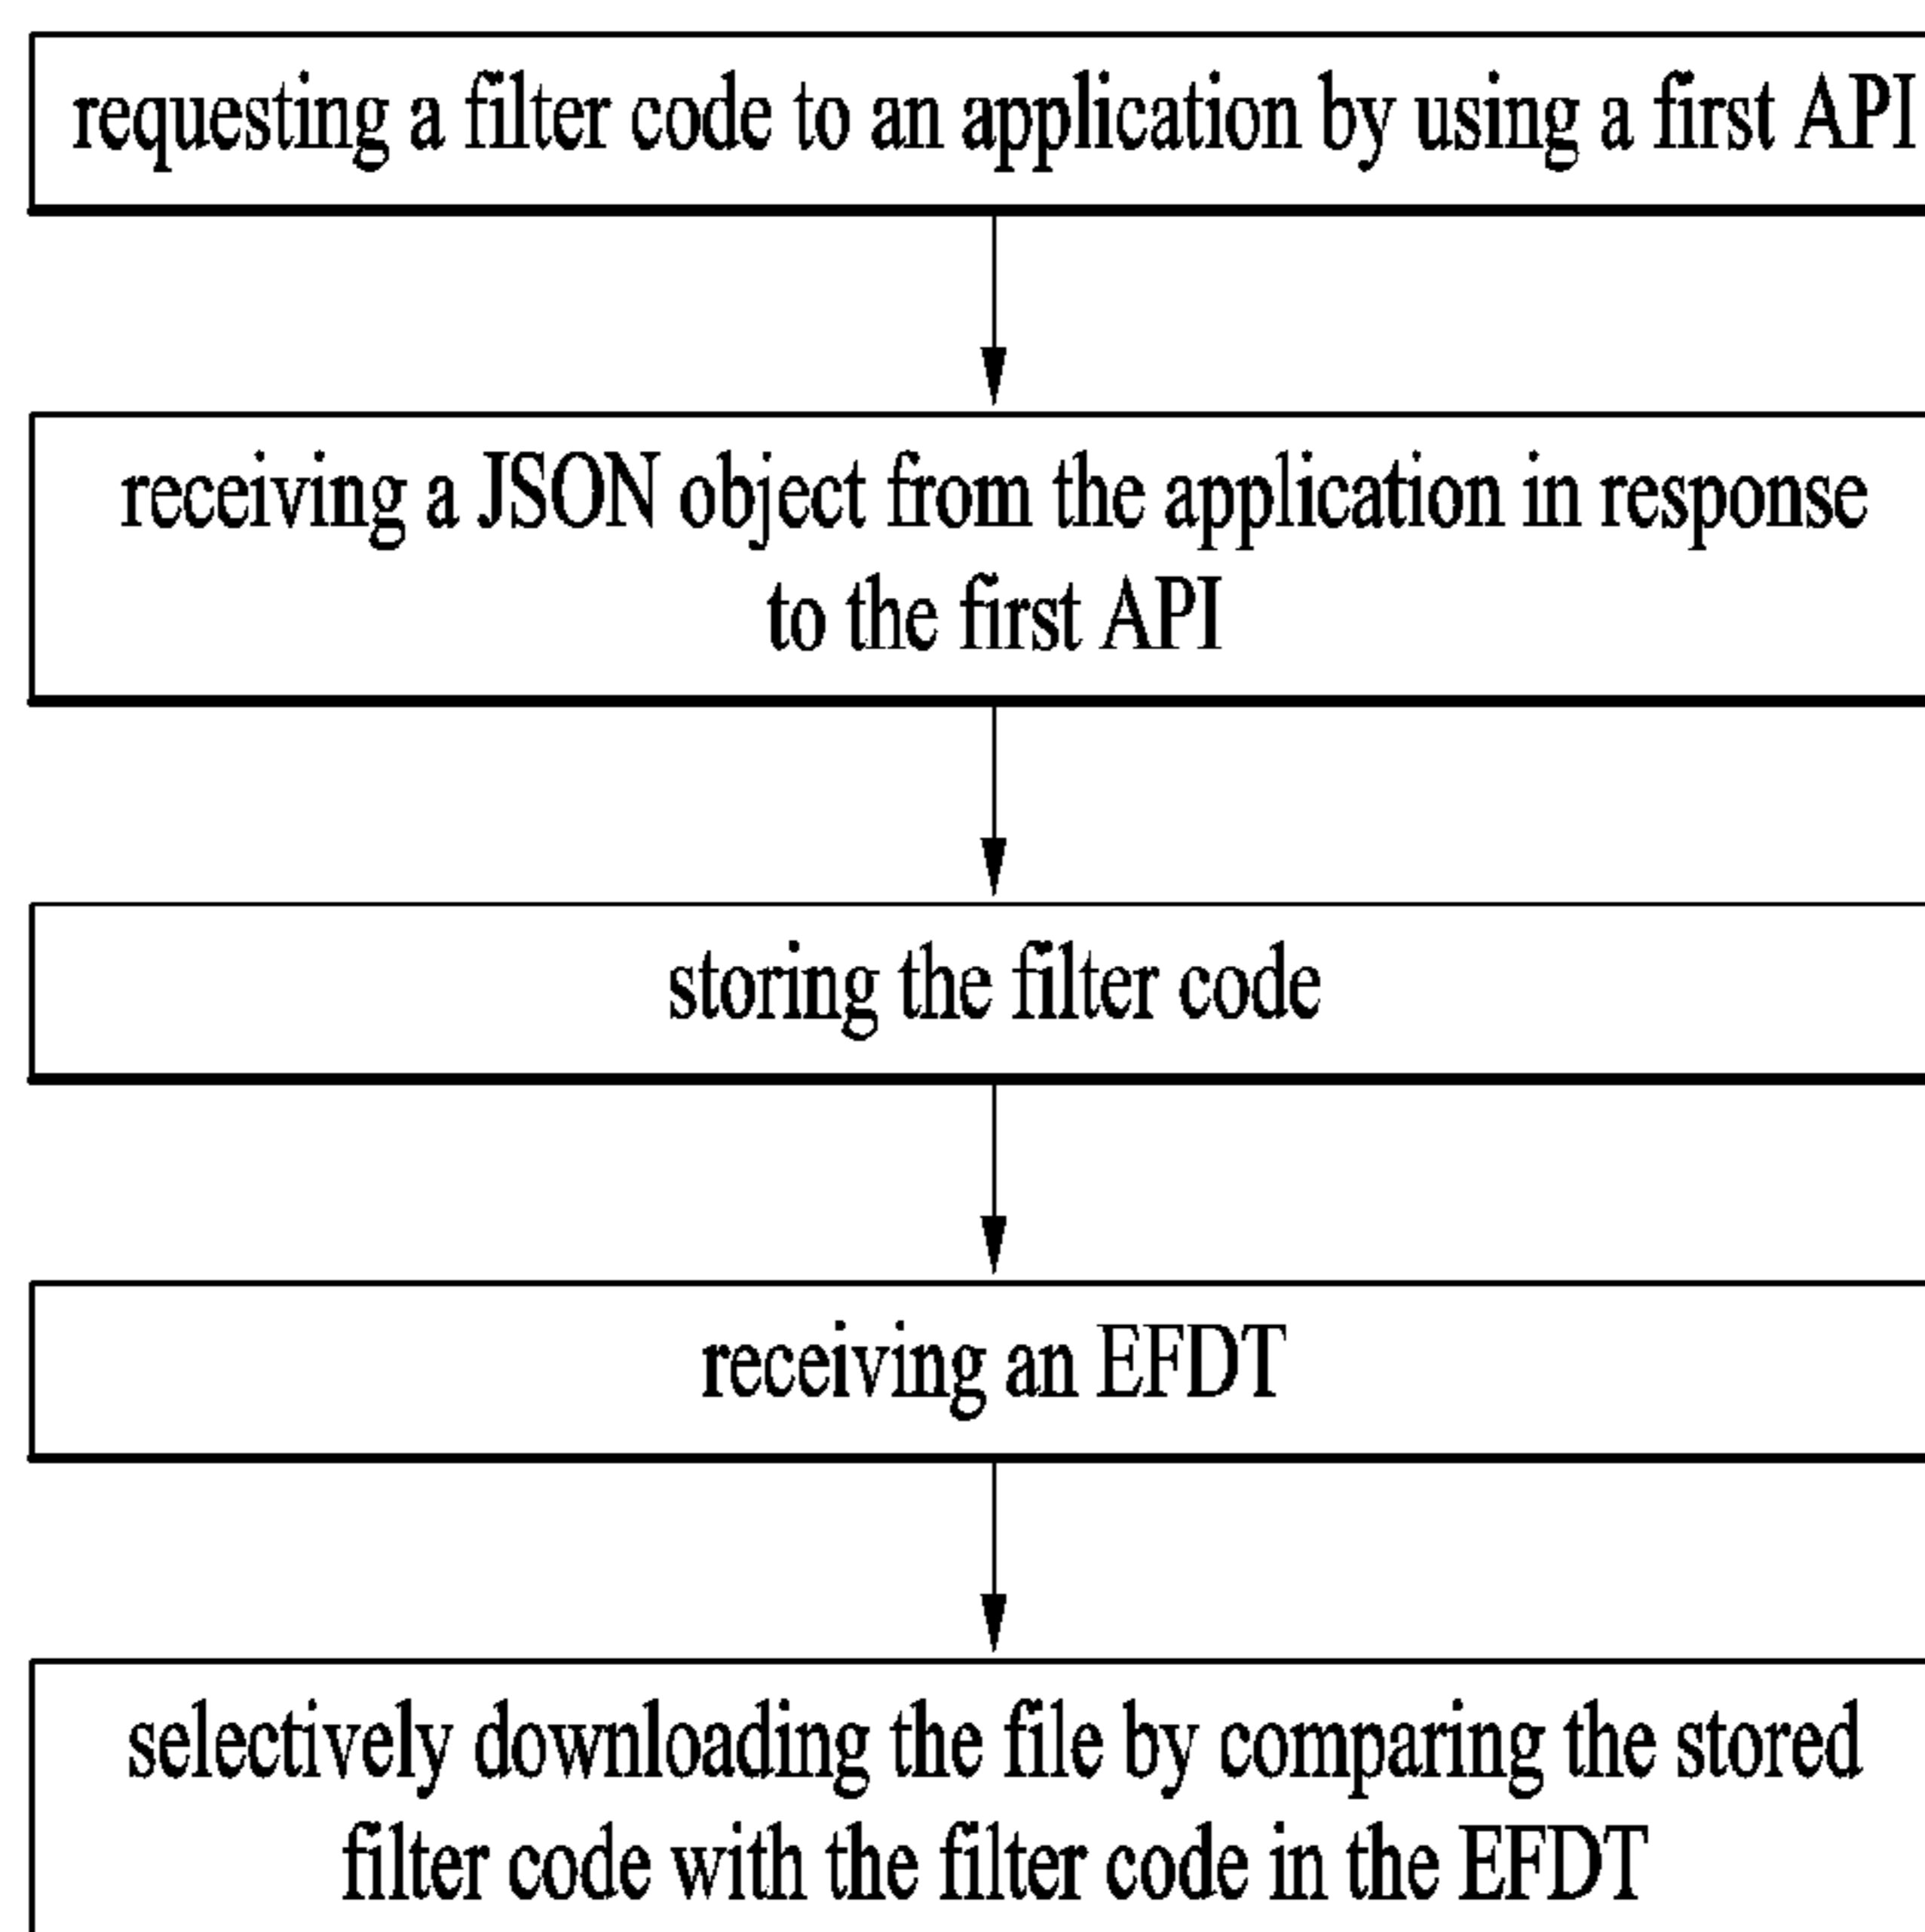 requesting a filter code to an application by using a first API
receiving a JSON object from the application in response
to the first API
storing the filter code
receiving an EFDT
selectively downloading the file by comparing the stored
filter code with the filter code in the EFDT